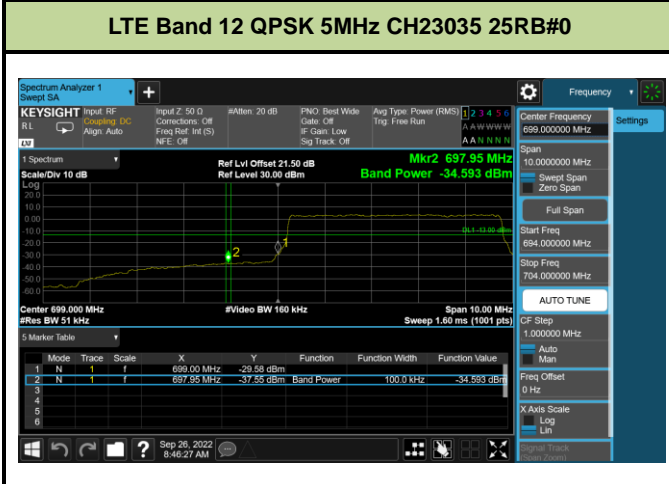 LTE Band 12 QPSK 5MHz CH23035 25RB#0
Spectrum Analyzer 1
Swept SA
Frequency
KEYSIGHT
RL
Input: RF
Coupling: DC
Align: Auto
Input Z: 50 Ω
Corrections: Off
Freq Ref: Int (S)
NFE: Off
#Atten: 20 dB
PNO: Best Wide
Gate: Off
IF Gain: Low
Sig Track: Off
Avg Type: Power (RMS)
Trig: Free Run
1 2 3 4 5 6
A A W W W W
A A N N N N
LXI
1 Spectrum
Scale/Div 10 dB
Log
Ref Lvl Offset 21.50 dB
Ref Level 30.00 dBm
Mkr2 697.95 MHz
Band Power -34.593 dBm
20.0
10.0
0.00
-10.0
-20.0
-30.0
-40.0
-50.0
-60.0
DL1 -13.00 dBm
2
1
Center 699.000 MHz
#Res BW 51 kHz
#Video BW 160 kHz
Span 10.00 MHz
Sweep 1.60 ms (1001 pts)
5 Marker Table
Mode Trace Scale X Y Function Function Width Function Value
1 N 1 f 699.00 MHz -29.58 dBm
2 N 1 f 697.95 MHz -37.55 dBm Band Power 100.0 kHz -34.593 dBm
3
4
5
6
Sep 26, 2022
8:46:27 AM
Center Frequency
699.000000 MHz
Settings
Span
10.0000000 MHz
Swept Span
Zero Span
Full Span
Start Freq
694.000000 MHz
Stop Freq
704.000000 MHz
AUTO TUNE
CF Step
1.000000 MHz
Auto
Man
Freq Offset
0 Hz
X Axis Scale
Log
Lin
Signal Track
(Span Zoom)